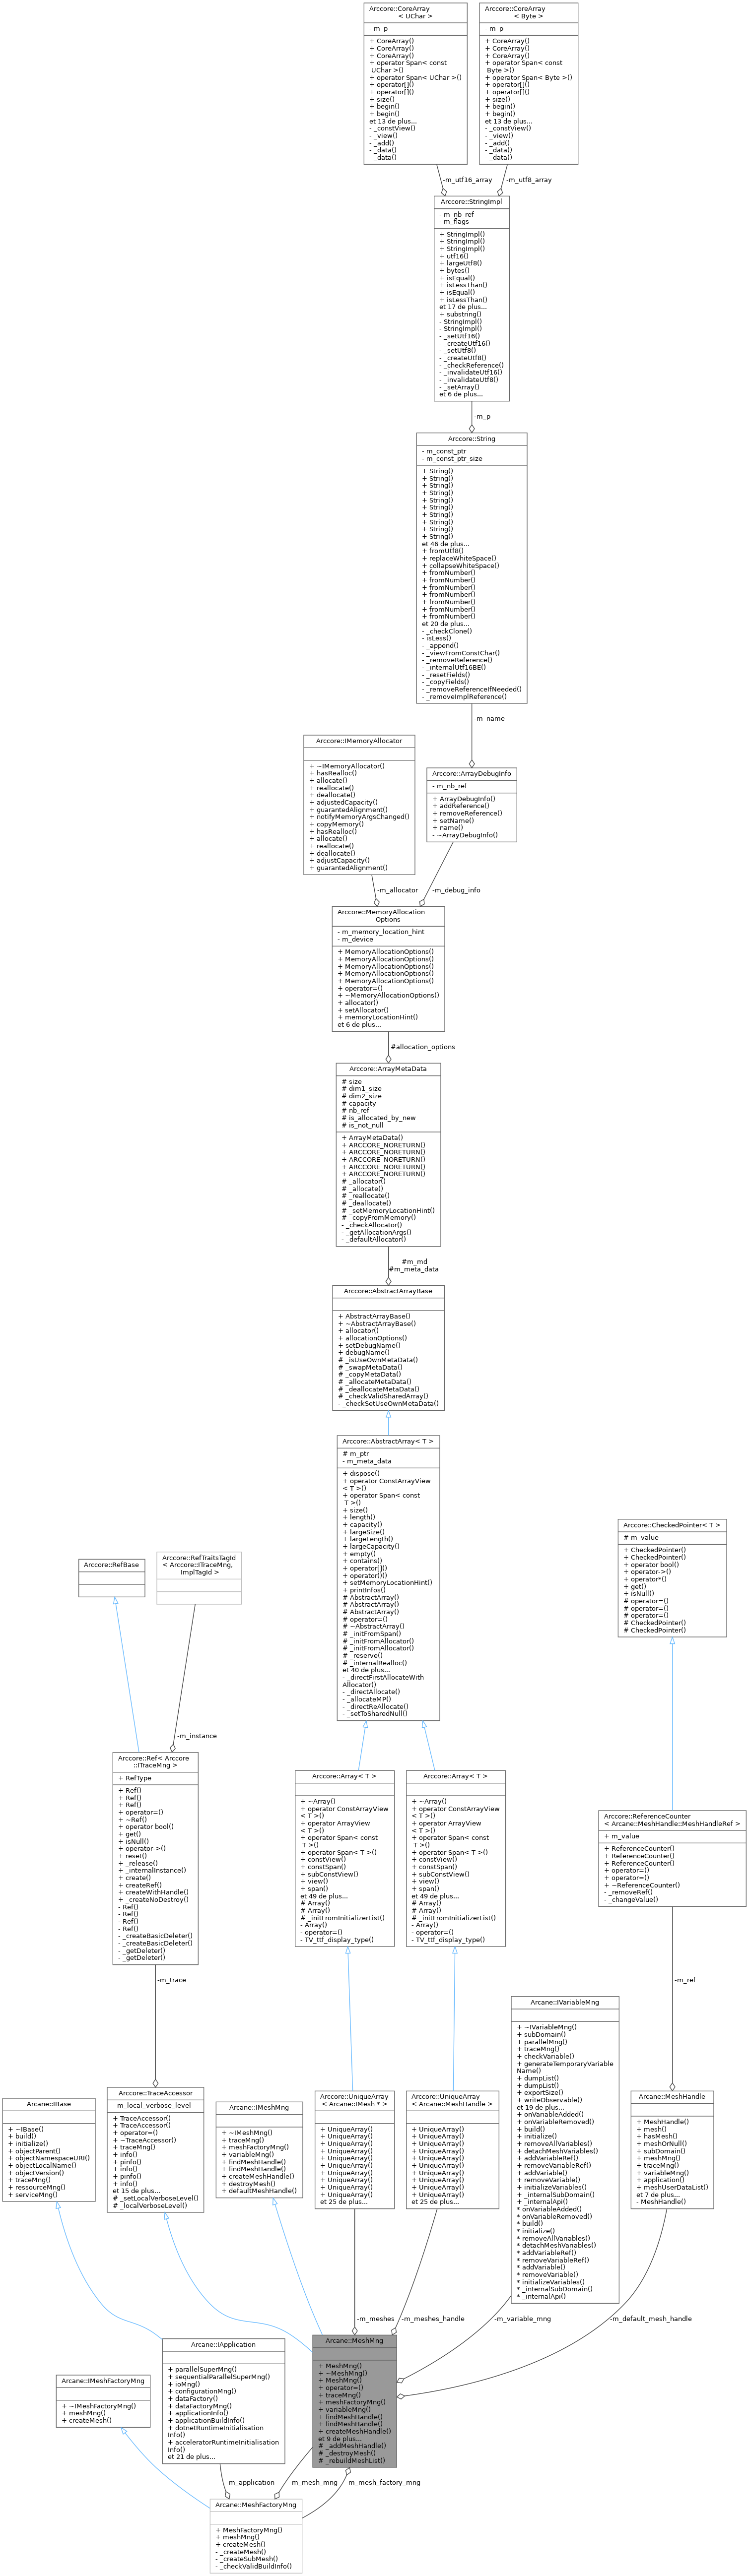 Arccore::CoreArray
< UChar >
- m_p
+ CoreArray()
+ CoreArray()
+ CoreArray()
+ operator Span< const
UChar >()
+ operator Span< UChar >()
+ operator[]()
+ operator[]()
+ size()
+ begin()
+ begin()
et 13 de plus...
- _constView()
- _view()
- _add()
- _data()
- _data()
Arccore::CoreArray
< Byte >
- m_p
+ CoreArray()
+ CoreArray()
+ CoreArray()
+ operator Span< const
Byte >()
+ operator Span< Byte >()
+ operator[]()
+ operator[]()
+ size()
+ begin()
+ begin()
et 13 de plus...
- _constView()
- _view()
- _add()
- _data()
- _data()
-m_utf16_array
-m_utf8_array
Arccore::StringImpl
- m_nb_ref
- m_flags
+ StringImpl()
+ StringImpl()
+ StringImpl()
+ utf16()
+ largeUtf8()
+ bytes()
+ isEqual()
+ isLessThan()
+ isEqual()
+ isLessThan()
et 17 de plus...
+ substring()
- StringImpl()
- StringImpl()
- _setUtf16()
- _createUtf16()
- _setUtf8()
- _createUtf8()
- _checkReference()
- _invalidateUtf16()
- _invalidateUtf8()
- _setArray()
et 6 de plus...
-m_p
Arccore::String
- m_const_ptr
- m_const_ptr_size
+ String()
+ String()
+ String()
+ String()
+ String()
+ String()
+ String()
+ String()
+ String()
+ String()
et 46 de plus...
+ fromUtf8()
+ replaceWhiteSpace()
+ collapseWhiteSpace()
+ fromNumber()
+ fromNumber()
+ fromNumber()
+ fromNumber()
+ fromNumber()
+ fromNumber()
+ fromNumber()
et 20 de plus...
- _checkClone()
- isLess()
- _append()
- _viewFromConstChar()
- _removeReference()
- _internalUtf16BE()
- _resetFields()
- _copyFields()
- _removeReferenceIfNeeded()
- _removeImplReference()
-m_name
Arccore::IMemoryAllocator
+ ~IMemoryAllocator()
+ hasRealloc()
+ allocate()
+ reallocate()
+ deallocate()
+ adjustedCapacity()
+ guarantedAlignment()
+ notifyMemoryArgsChanged()
+ copyMemory()
+ hasRealloc()
+ allocate()
+ reallocate()
+ deallocate()
+ adjustCapacity()
+ guarantedAlignment()
Arccore::ArrayDebugInfo
- m_nb_ref
+ ArrayDebugInfo()
+ addReference()
+ removeReference()
+ setName()
+ name()
- ~ArrayDebugInfo()
-m_allocator
-m_debug_info
Arccore::MemoryAllocation
Options
- m_memory_location_hint
- m_device
+ MemoryAllocationOptions()
+ MemoryAllocationOptions()
+ MemoryAllocationOptions()
+ MemoryAllocationOptions()
+ MemoryAllocationOptions()
+ operator=()
+ ~MemoryAllocationOptions()
+ allocator()
+ setAllocator()
+ memoryLocationHint()
et 6 de plus...
#allocation_options
Arccore::ArrayMetaData
# size
# dim1_size
# dim2_size
# capacity
# nb_ref
# is_allocated_by_new
# is_not_null
+ ArrayMetaData()
+ ARCCORE_NORETURN()
+ ARCCORE_NORETURN()
+ ARCCORE_NORETURN()
+ ARCCORE_NORETURN()
+ ARCCORE_NORETURN()
# _allocator()
# _allocate()
# _reallocate()
# _deallocate()
# _setMemoryLocationHint()
# _copyFromMemory()
- _checkAllocator()
- _getAllocationArgs()
- _defaultAllocator()
#m_md
#m_meta_data
Arccore::AbstractArrayBase
+ AbstractArrayBase()
+ ~AbstractArrayBase()
+ allocator()
+ allocationOptions()
+ setDebugName()
+ debugName()
# _isUseOwnMetaData()
# _swapMetaData()
# _copyMetaData()
# _allocateMetaData()
# _deallocateMetaData()
# _checkValidSharedArray()
- _checkSetUseOwnMetaData()
Arccore::AbstractArray< T >
# m_ptr
- m_meta_data
+ dispose()
+ operator ConstArrayView
< T >()
+ operator Span< const
T >()
+ size()
+ length()
+ capacity()
+ largeSize()
+ largeLength()
+ largeCapacity()
+ empty()
+ contains()
+ operator[]()
+ operator()()
+ setMemoryLocationHint()
+ printInfos()
# AbstractArray()
# AbstractArray()
# AbstractArray()
# operator=()
# ~AbstractArray()
# _initFromSpan()
# _initFromAllocator()
# _initFromAllocator()
# _reserve()
# _internalRealloc()
et 40 de plus...
- _directFirstAllocateWith
Allocator()
- _directAllocate()
- _allocateMP()
- _directReAllocate()
- _setToSharedNull()
Arccore::RefBase
Arccore::RefTraitsTagId
< Arccore::ITraceMng,
ImplTagId >
-m_instance
Arccore::Ref< Arccore
::ITraceMng >
+ RefType
+ Ref()
+ Ref()
+ Ref()
+ operator=()
+ ~Ref()
+ operator bool()
+ get()
+ isNull()
+ operator->()
+ reset()
+ _release()
+ _internalInstance()
+ create()
+ createRef()
+ createWithHandle()
+ _createNoDestroy()
- Ref()
- Ref()
- Ref()
- Ref()
- _createBasicDeleter()
- _createBasicDeleter()
- _getDeleter()
- _getDeleter()
-m_trace
Arccore::CheckedPointer< T >
# m_value
+ CheckedPointer()
+ CheckedPointer()
+ operator bool()
+ operator->()
+ operator*()
+ get()
+ isNull()
# operator=()
# operator=()
# operator=()
# CheckedPointer()
# CheckedPointer()
Arccore::Array< T >
+ ~Array()
+ operator ConstArrayView
< T >()
+ operator ArrayView
< T >()
+ operator Span< const
T >()
+ operator Span< T >()
+ constView()
+ constSpan()
+ subConstView()
+ view()
+ span()
et 49 de plus...
# Array()
# Array()
# _initFromInitializerList()
- Array()
- operator=()
- TV_ttf_display_type()
Arccore::Array< T >
+ ~Array()
+ operator ConstArrayView
< T >()
+ operator ArrayView
< T >()
+ operator Span< const
T >()
+ operator Span< T >()
+ constView()
+ constSpan()
+ subConstView()
+ view()
+ span()
et 49 de plus...
# Array()
# Array()
# _initFromInitializerList()
- Array()
- operator=()
- TV_ttf_display_type()
Arccore::ReferenceCounter
< Arcane::MeshHandle::MeshHandleRef >
+ m_value
+ ReferenceCounter()
+ ReferenceCounter()
+ ReferenceCounter()
+ operator=()
+ operator=()
+ ~ReferenceCounter()
- _removeRef()
- _changeValue()
-m_ref
Arcane::IBase
+ ~IBase()
+ build()
+ initialize()
+ objectParent()
+ objectNamespaceURI()
+ objectLocalName()
+ objectVersion()
+ traceMng()
+ ressourceMng()
+ serviceMng()
Arccore::TraceAccessor
- m_local_verbose_level
+ TraceAccessor()
+ TraceAccessor()
+ operator=()
+ ~TraceAccessor()
+ traceMng()
+ info()
+ pinfo()
+ info()
+ pinfo()
+ info()
et 15 de plus...
# _setLocalVerboseLevel()
# _localVerboseLevel()
Arcane::IMeshMng
+ ~IMeshMng()
+ traceMng()
+ meshFactoryMng()
+ variableMng()
+ findMeshHandle()
+ findMeshHandle()
+ createMeshHandle()
+ destroyMesh()
+ defaultMeshHandle()
Arccore::UniqueArray
< Arcane::IMesh * >
+ UniqueArray()
+ UniqueArray()
+ UniqueArray()
+ UniqueArray()
+ UniqueArray()
+ UniqueArray()
+ UniqueArray()
+ UniqueArray()
+ UniqueArray()
+ UniqueArray()
et 25 de plus...
Arccore::UniqueArray
< Arcane::MeshHandle >
+ UniqueArray()
+ UniqueArray()
+ UniqueArray()
+ UniqueArray()
+ UniqueArray()
+ UniqueArray()
+ UniqueArray()
+ UniqueArray()
+ UniqueArray()
+ UniqueArray()
et 25 de plus...
Arcane::IVariableMng
+ ~IVariableMng()
+ subDomain()
+ parallelMng()
+ traceMng()
+ checkVariable()
+ generateTemporaryVariable
Name()
+ dumpList()
+ dumpList()
+ exportSize()
+ writeObservable()
et 19 de plus...
+ onVariableAdded()
+ onVariableRemoved()
+ build()
+ initialize()
+ removeAllVariables()
+ detachMeshVariables()
+ addVariableRef()
+ removeVariableRef()
+ addVariable()
+ removeVariable()
+ initializeVariables()
+ _internalSubDomain()
+ _internalApi()
* onVariableAdded()
* onVariableRemoved()
* build()
* initialize()
* removeAllVariables()
* detachMeshVariables()
* addVariableRef()
* removeVariableRef()
* addVariable()
* removeVariable()
* initializeVariables()
* _internalSubDomain()
* _internalApi()
Arcane::MeshHandle
+ MeshHandle()
+ mesh()
+ hasMesh()
+ meshOrNull()
+ subDomain()
+ meshMng()
+ traceMng()
+ variableMng()
+ application()
+ meshUserDataList()
et 7 de plus...
- MeshHandle()
-m_meshes
-m_meshes_handle
-m_variable_mng
-m_default_mesh_handle
Arcane::IApplication
+ parallelSuperMng()
+ sequentialParallelSuperMng()
+ ioMng()
+ configurationMng()
+ dataFactory()
+ dataFactoryMng()
+ applicationInfo()
+ applicationBuildInfo()
+ dotnetRuntimeInitialisation
Info()
+ acceleratorRuntimeInitialisation
Info()
et 21 de plus...
Arcane::MeshMng
+ MeshMng()
+ ~MeshMng()
+ MeshMng()
+ operator=()
+ traceMng()
+ meshFactoryMng()
+ variableMng()
+ findMeshHandle()
+ findMeshHandle()
+ createMeshHandle()
et 9 de plus...
# _addMeshHandle()
# _destroyMesh()
# _rebuildMeshList()
Arcane::IMeshFactoryMng
+ ~IMeshFactoryMng()
+ meshMng()
+ createMesh()
-m_application
-m_mesh_mng
-m_mesh_factory_mng
Arcane::MeshFactoryMng
+ MeshFactoryMng()
+ meshMng()
+ createMesh()
- _createMesh()
- _createSubMesh()
- _checkValidBuildInfo()